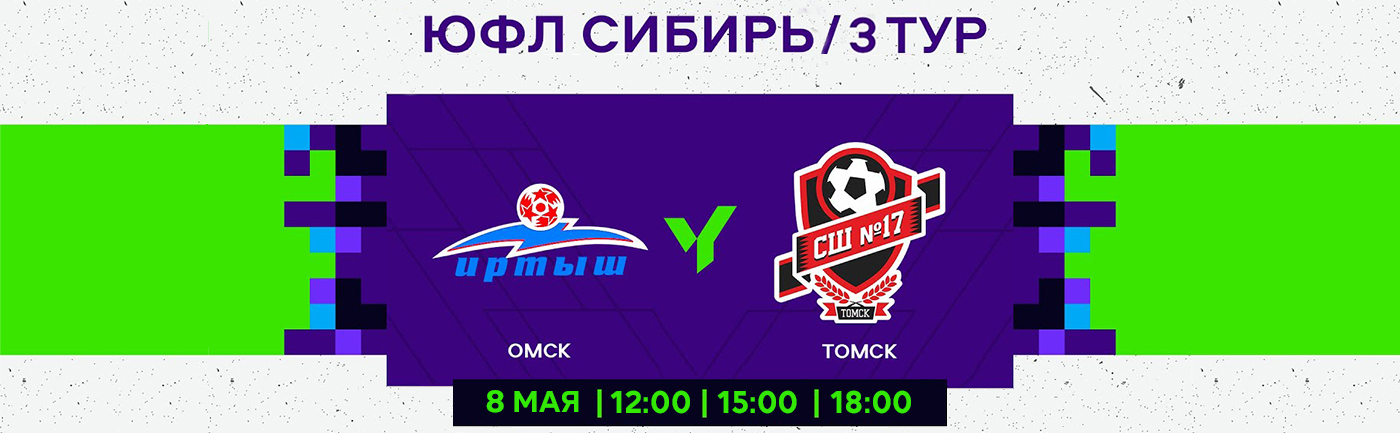 ЮФЛ СИБИРЬ / 3 ТУР
иртыш
СШ №17
ТОМСК
ОМСК
ТОМСК
8 МАЯ | 12:00 | 15:00 | 18:00